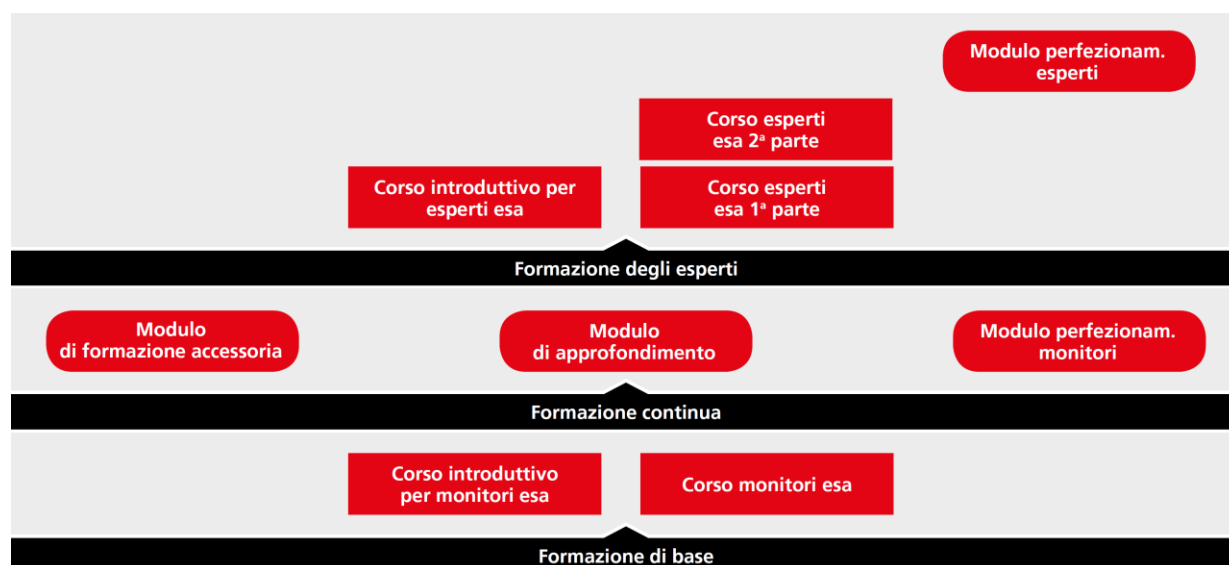 Modulo perfezionam.
esperti
Corso esperti
esa 2ª parte
Corso introduttivo per
esperti esa
Corso esperti
esa 1ª parte
Formazione degli esperti
Modulo
di formazione accessoria
Modulo
di approfondimento
Modulo perfezionam.
monitori
Formazione continua
Corso introduttivo
per monitori esa
Corso monitori esa
Formazione di base